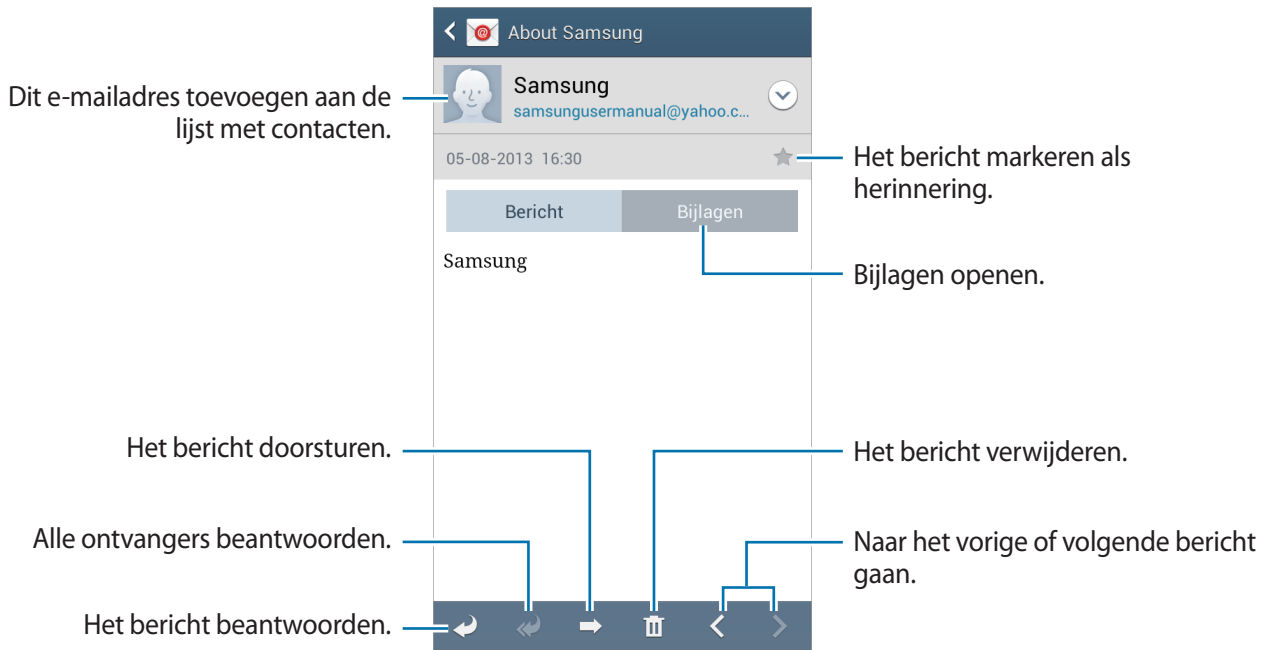 About Samsung
Dit e-mailadres toevoegen aan de
lijst met contacten.
Samsung
samsungusermanual@yahoo.c...
05-08-2013 16:30
Het bericht markeren als
herinnering.
Bericht
Bijlagen
Samsung
Bijlagen openen.
Het bericht doorsturen.
Het bericht verwijderen.
Alle ontvangers beantwoorden.
Naar het vorige of volgende bericht
gaan.
Het bericht beantwoorden.